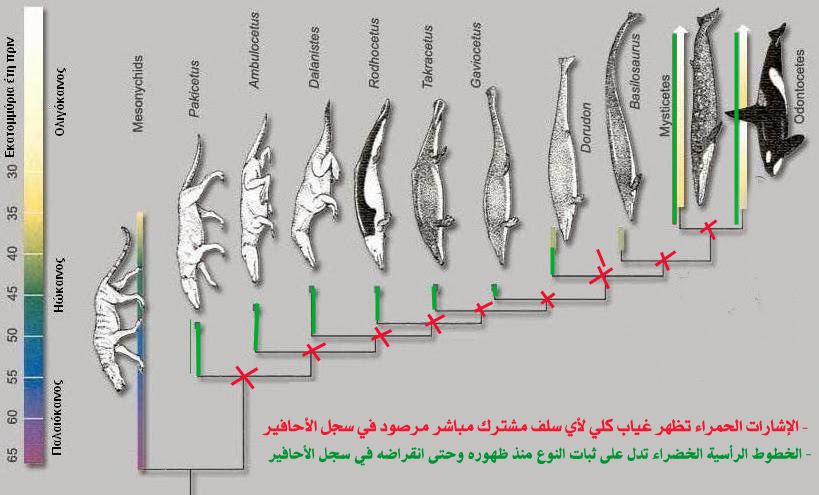 Εκατομμύρια έτη πριν
30
35
40
45
50
55
60
65
Ολιγόκαινος
Ηώκαινος
Παλαιόκαινος
Mesonychids
Pakicetus
Ambulocetus
Dalanistes
Rodhocetus
Takracetus
Gaviocetus
Dorudon
Basilosaurus
Mysticetes
Odontocetes
- الإشارات الحمراء تظهر غياب كلي لأي سلف مشترك مباشر مرصود في سجل الأحافير
- الخطوط الرأسية الخضراء تدل على ثبات النوع منذ ظهوره وحتى انقراضه في سجل الأحافير